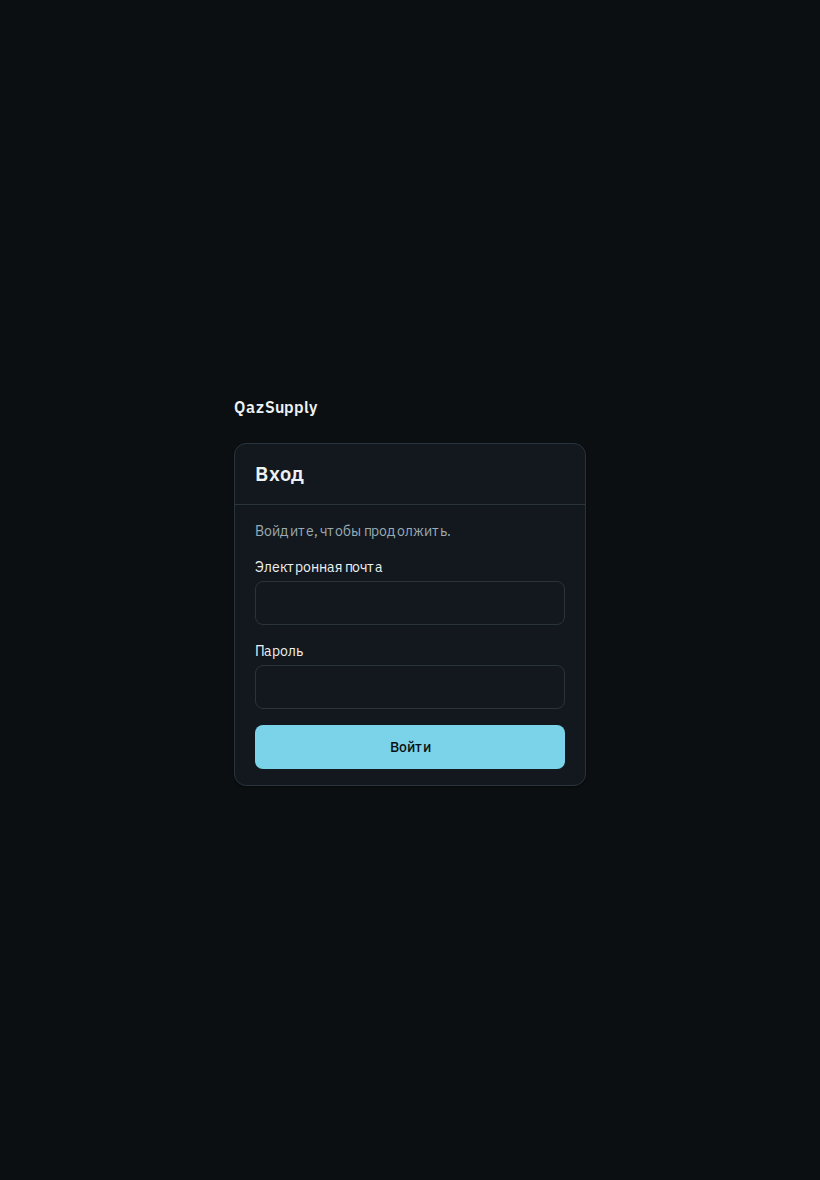 QazSupply
Вход
Войдите, чтобы продолжить.
Электронная почта
Пароль
Войти